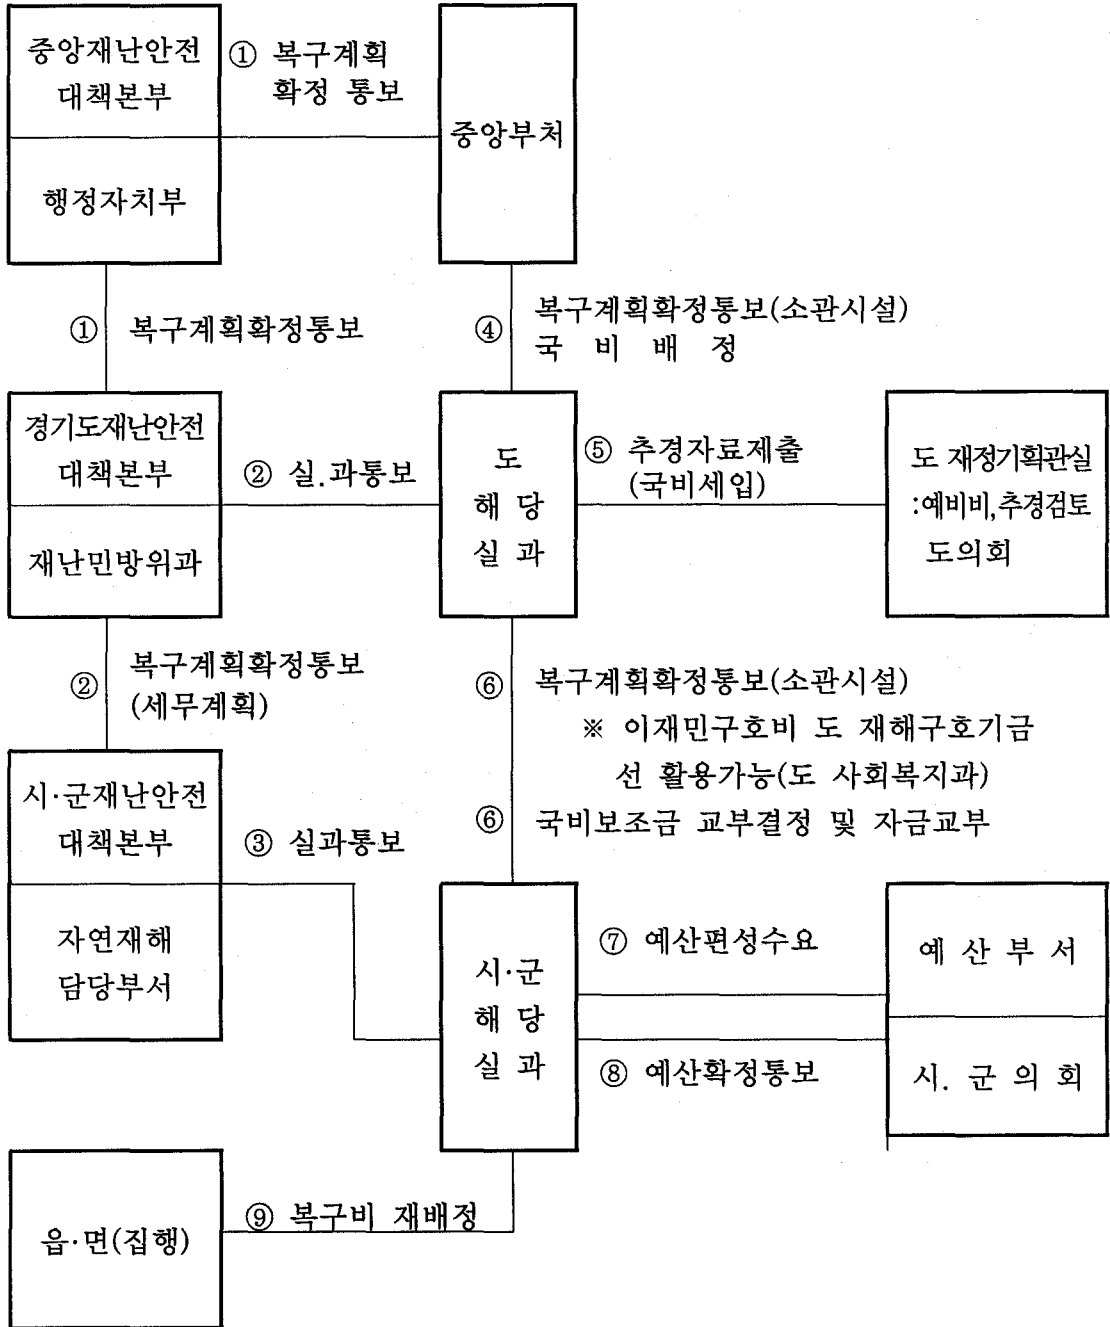 중앙재난안전
대책본부
행정자치부
① 복구계획
확정 통보
중앙부처
① 복구계획확정통보
④ 복구계획확정통보(소관시설)
국 비 배 정
경기도재난안전
대책본부
재난민방위과
② 실.과통보
도
해 당
실 과
⑤ 추경자료제출
(국비세입)
도 재정기획관실
:예비비,추경검토
도의회
② 복구계획확정통보
(세무계획)
⑥ 복구계획확정통보(소관시설)
※ 이재민구호비 도 재해구호기금
선 활용가능(도 사회복지과)
⑥ 국비보조금 교부결정 및 자금교부
시·군재난안전
대책본부
자연재해
담당부서
③ 실과통보
시·군
해 당
실 과
⑦ 예산편성수요
⑧ 예산확정통보
예 산 부 서
시. 군 의 회
읍·면(집행)
⑨ 복구비 재배정